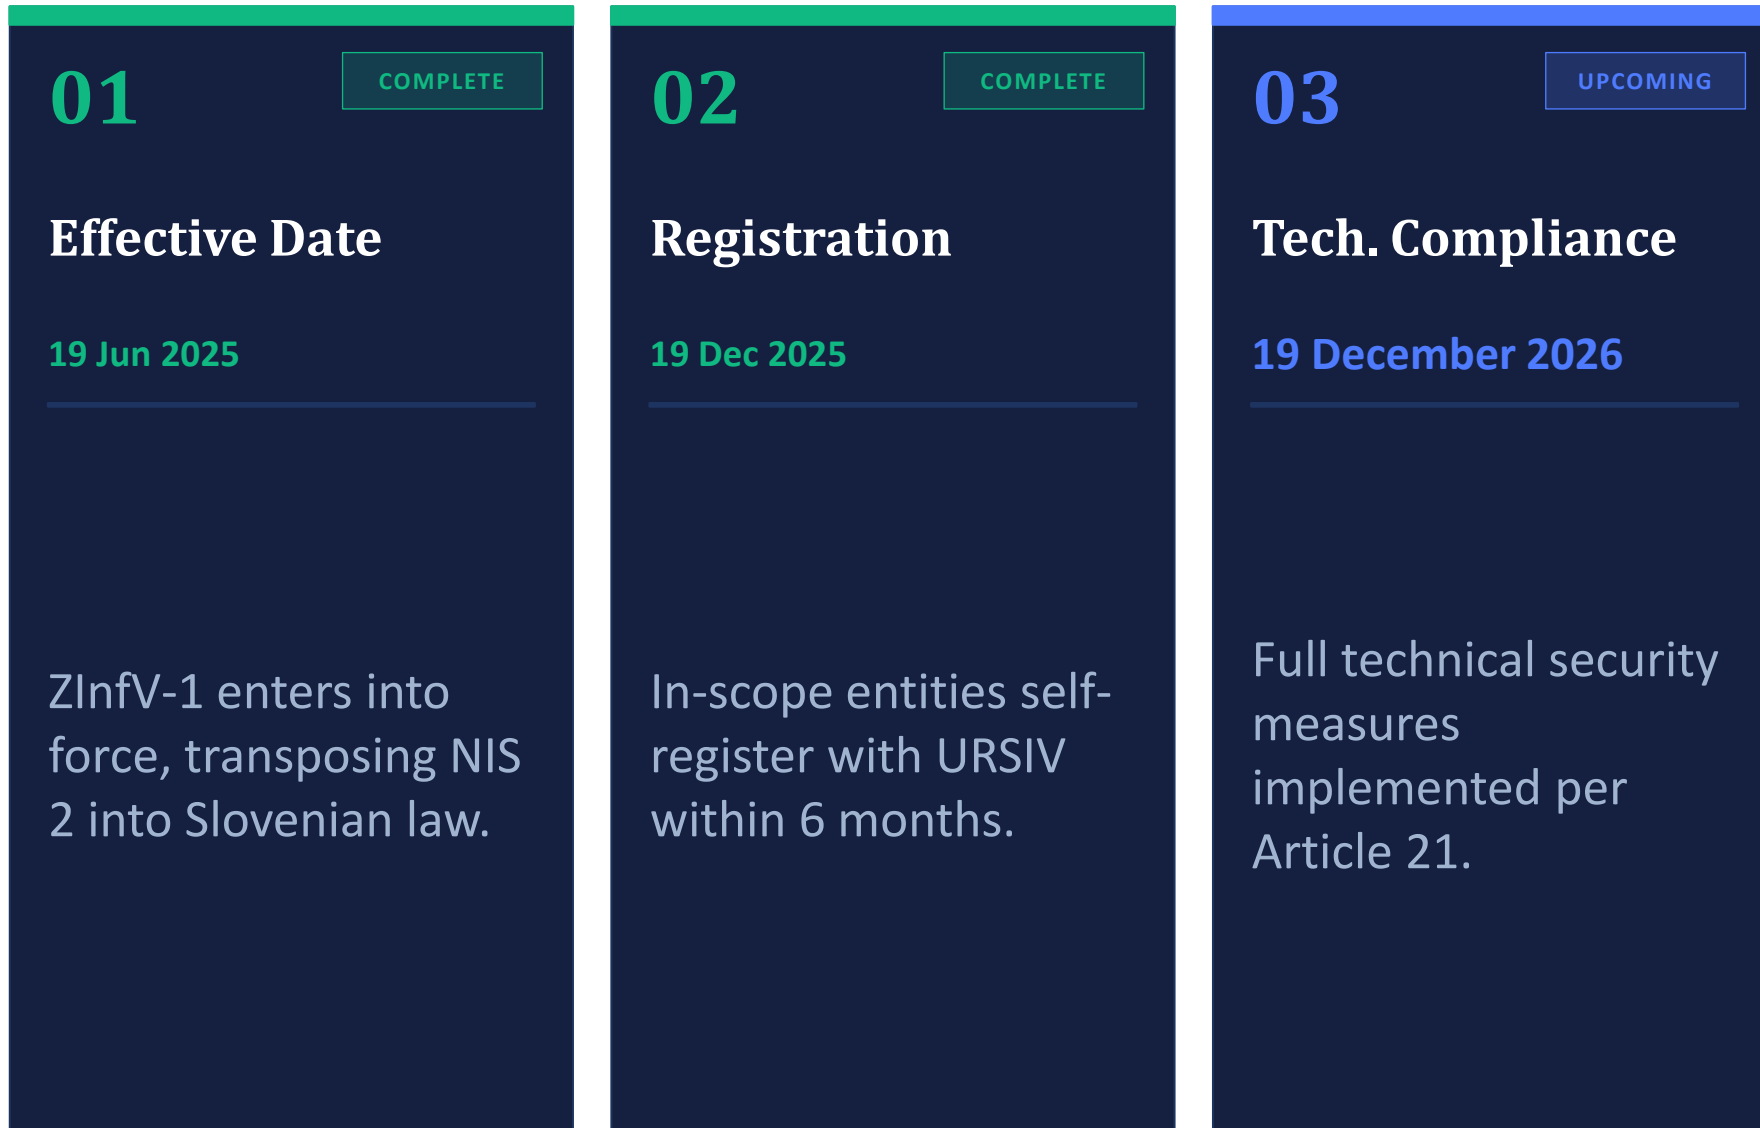 01
COMPLETE
Effective Date
19 Jun 2025
ZInfV-1 enters into
force, transposing NIS
2 into Slovenian law.
02
COMPLETE
Registration
19 Dec 2025
In-scope entities self-
register with URSIV
within 6 months.
03
UPCOMING
Tech. Compliance
19 December 2026
Full technical security
measures
implemented per
Article 21.